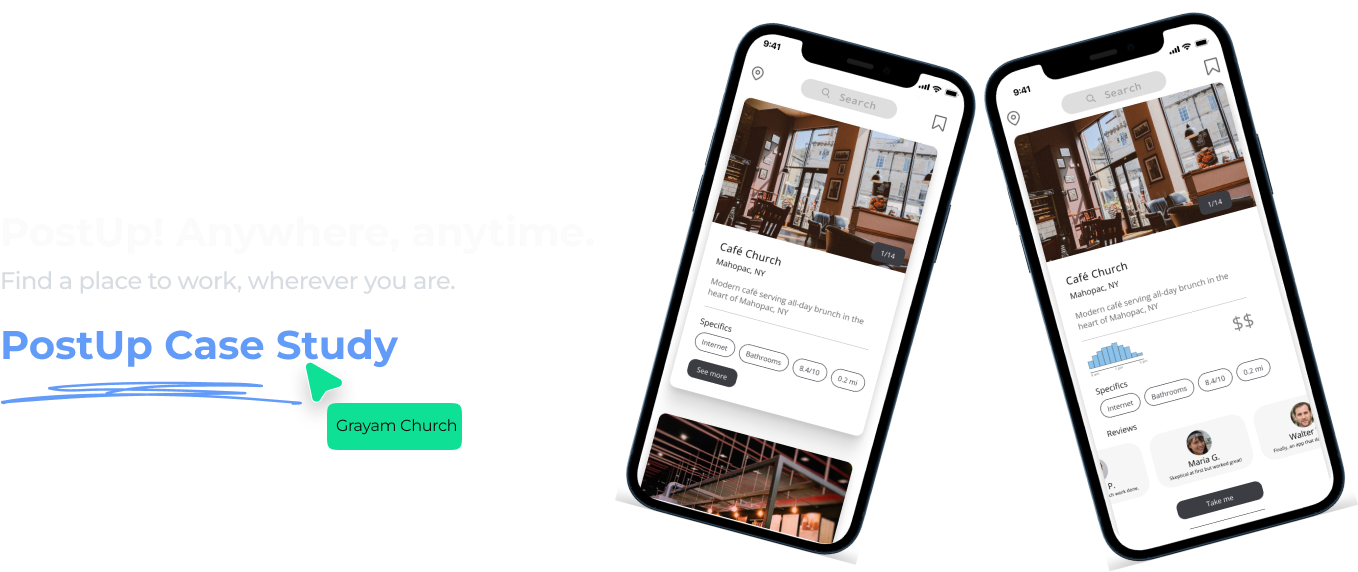 PostUp! Anywhere, anytime.
Find a place to work, wherever you are.
PostUp Case Study
Grayam Church
9:41
Search
1/14
Café Church
Mahopac, NY
Modern café serving all-day brunch in the
heart of Mahopac, NY
Specifics
Internet
Bathrooms
8.4/10
0.2 mi
See more
9:41
Search
1/14
Café Church
Mahopac, NY
Modern café serving all-day brunch in the
heart of Mahopac, NY
$$
Specifics
Internet
Bathrooms
8.4/10
0.2 mi
Reviews
P.
work done.
Maria G.
Skeptical at first but worked great!
Walter
Finally, an app that
Take me